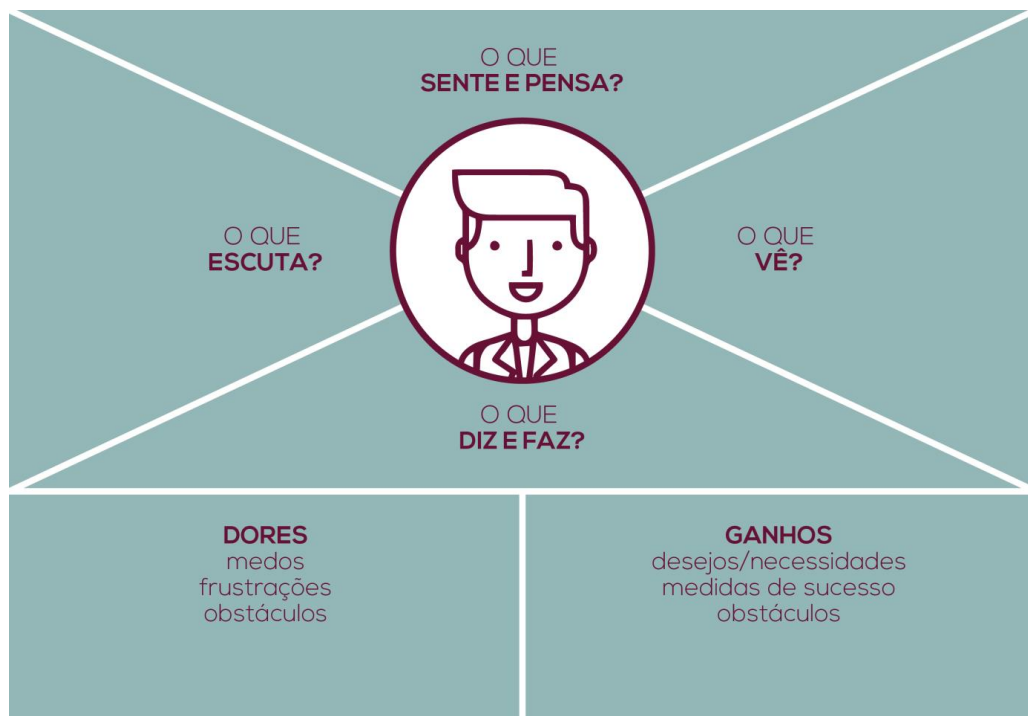 O QUE
SENTE E PENSA?
O QUE
ESCUTA?
O QUE
VÊ?
O QUE
DIZ E FAZ?
DORES
medos
frustrações
obstáculos
GANHOS
desejos/necessidades
medidas de sucesso
obstáculos